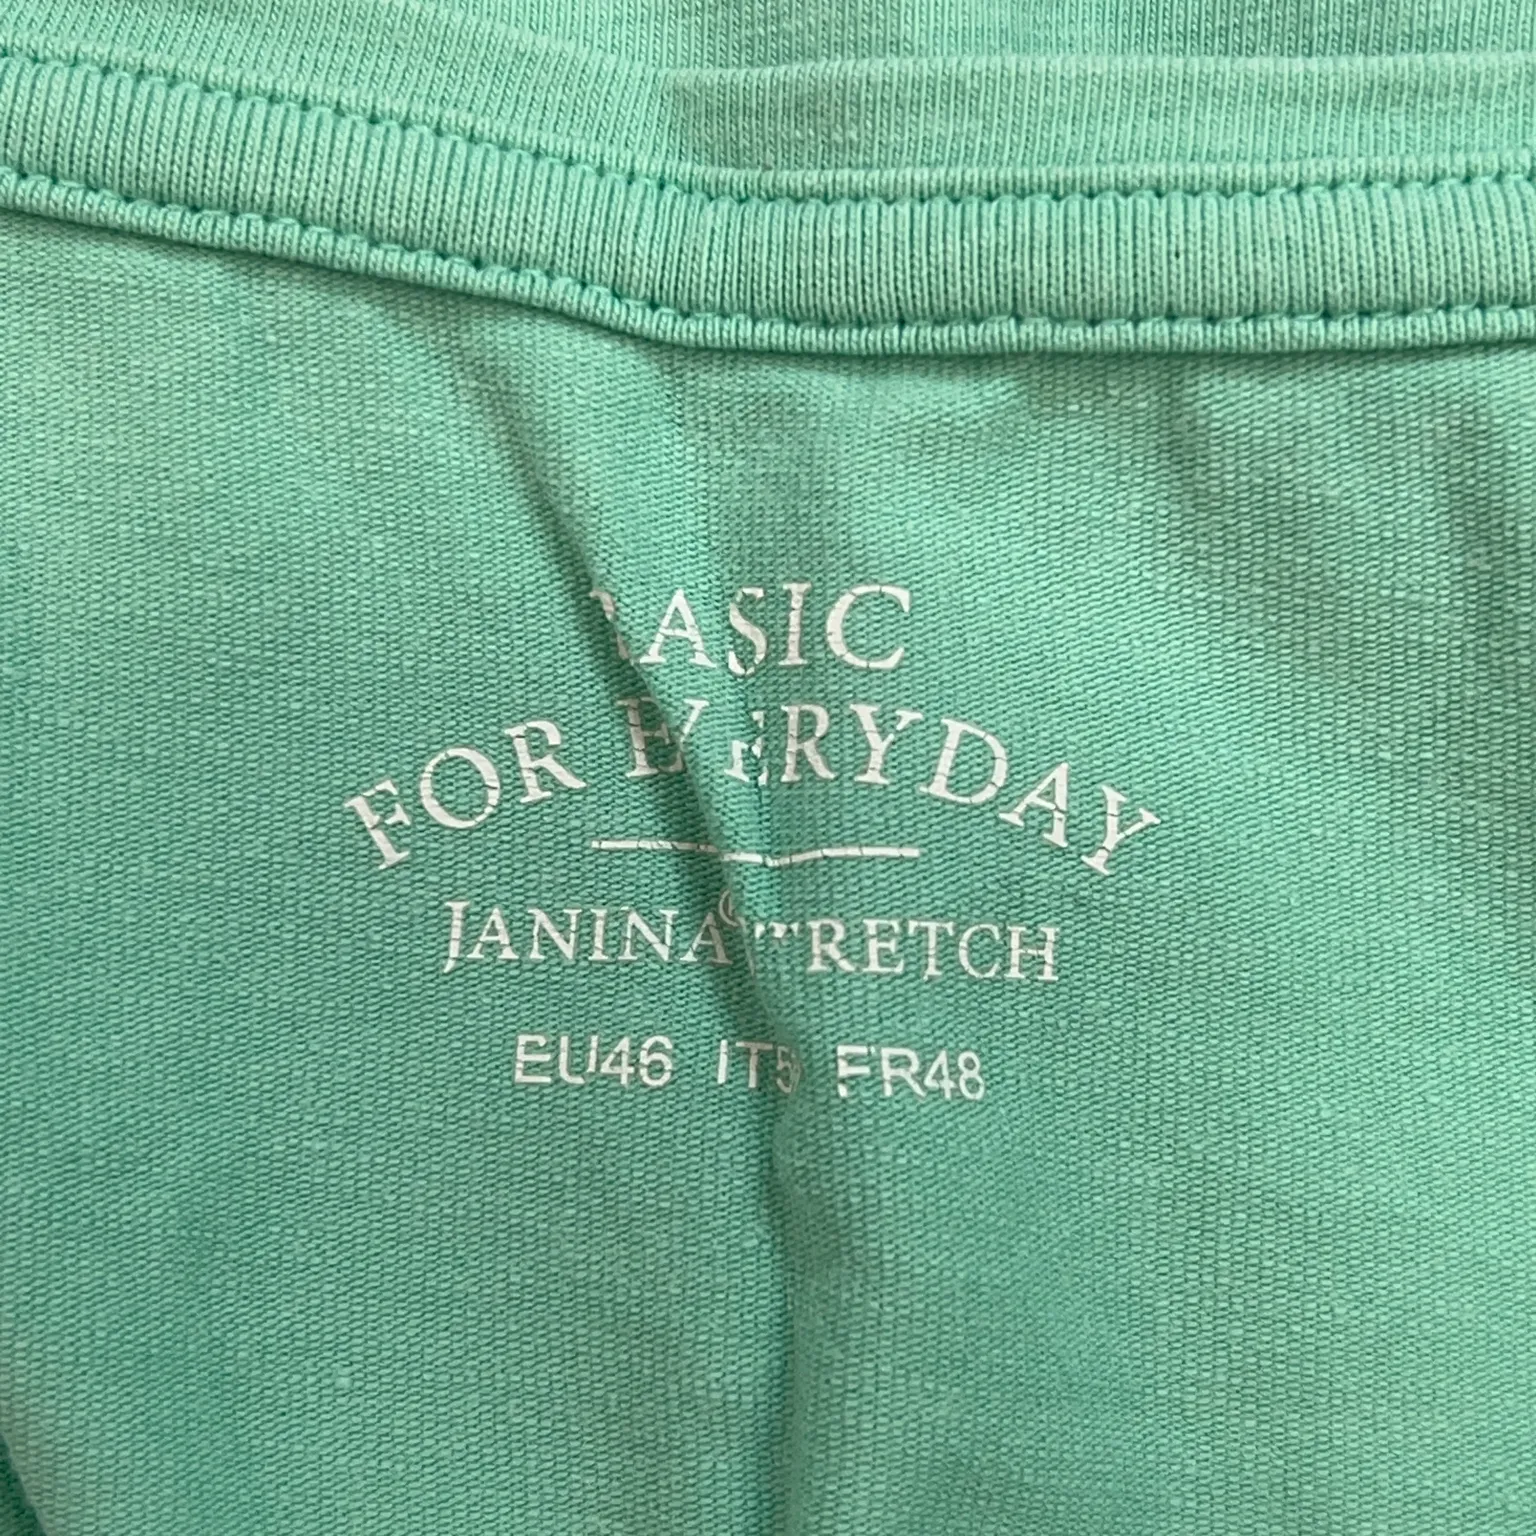 BASIC
FOR EVERYDAY
JANINA® STRETCH
EU46 FR48